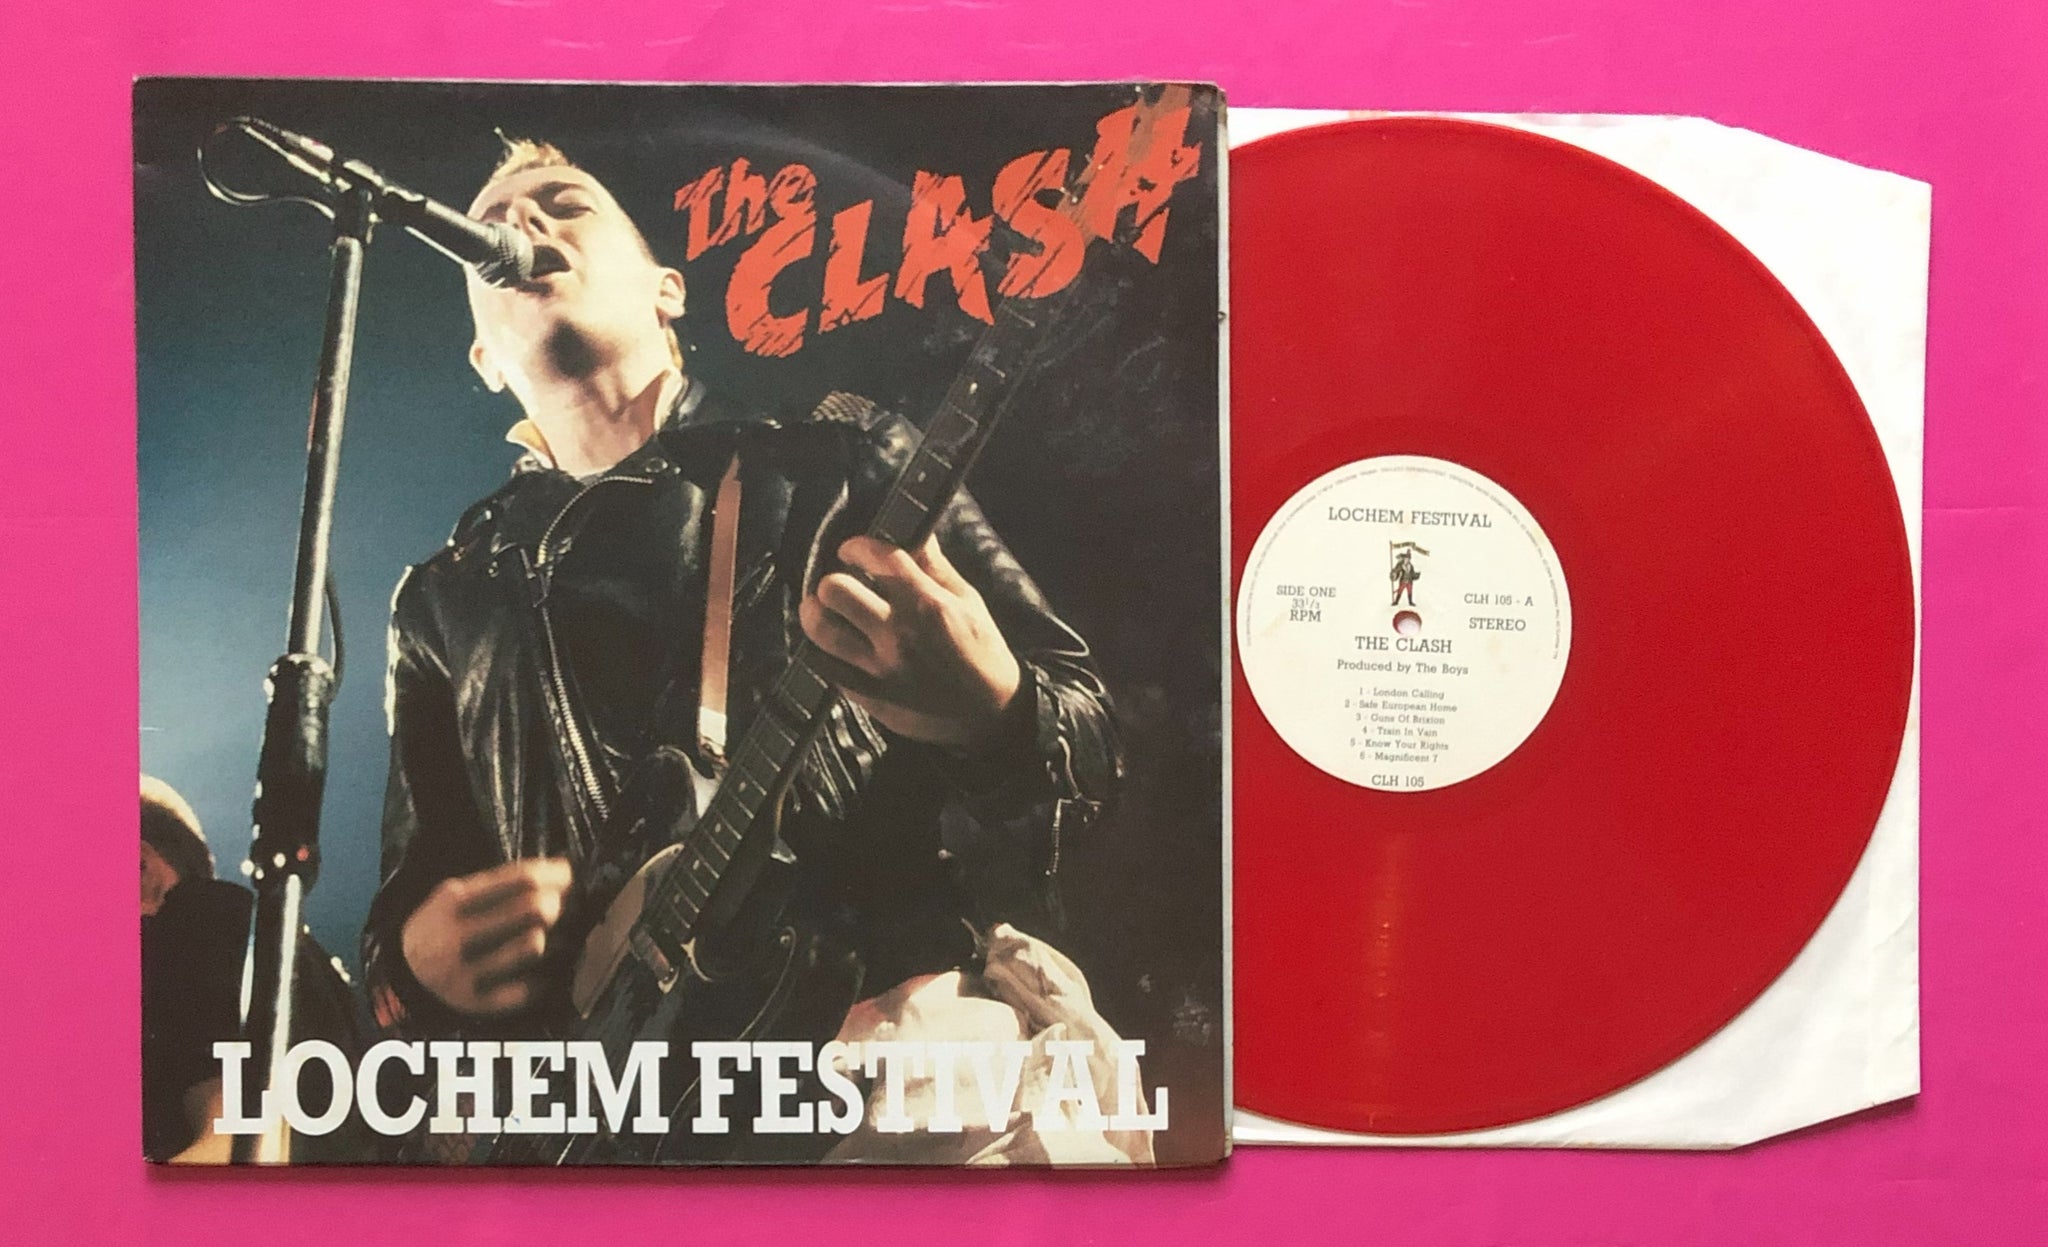 The CLASH
LOCHEM FESTIVAL
LOCHEM FESTIVAL
SIDE ONE
33 1/3
RPM
CLH 105 - A
STEREO
THE CLASH
Produced by The Boys
1 - London Calling
2 - Safe European Home
3 - Guns Of Brixion
4 - Train In Vain
5 - Know Your Rights
6 - Magnificent 7
CLH 105